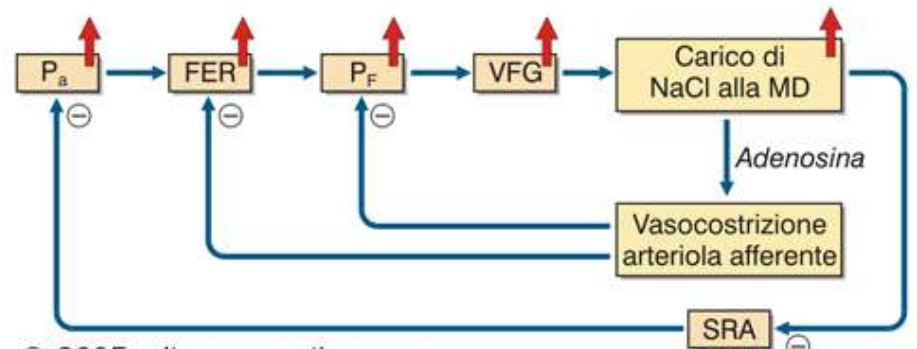 Pa
FER
PF
VFG
Carico di
NaCl alla MD
Adenosina
Vasocostrizione
arteriola afferente
SRA